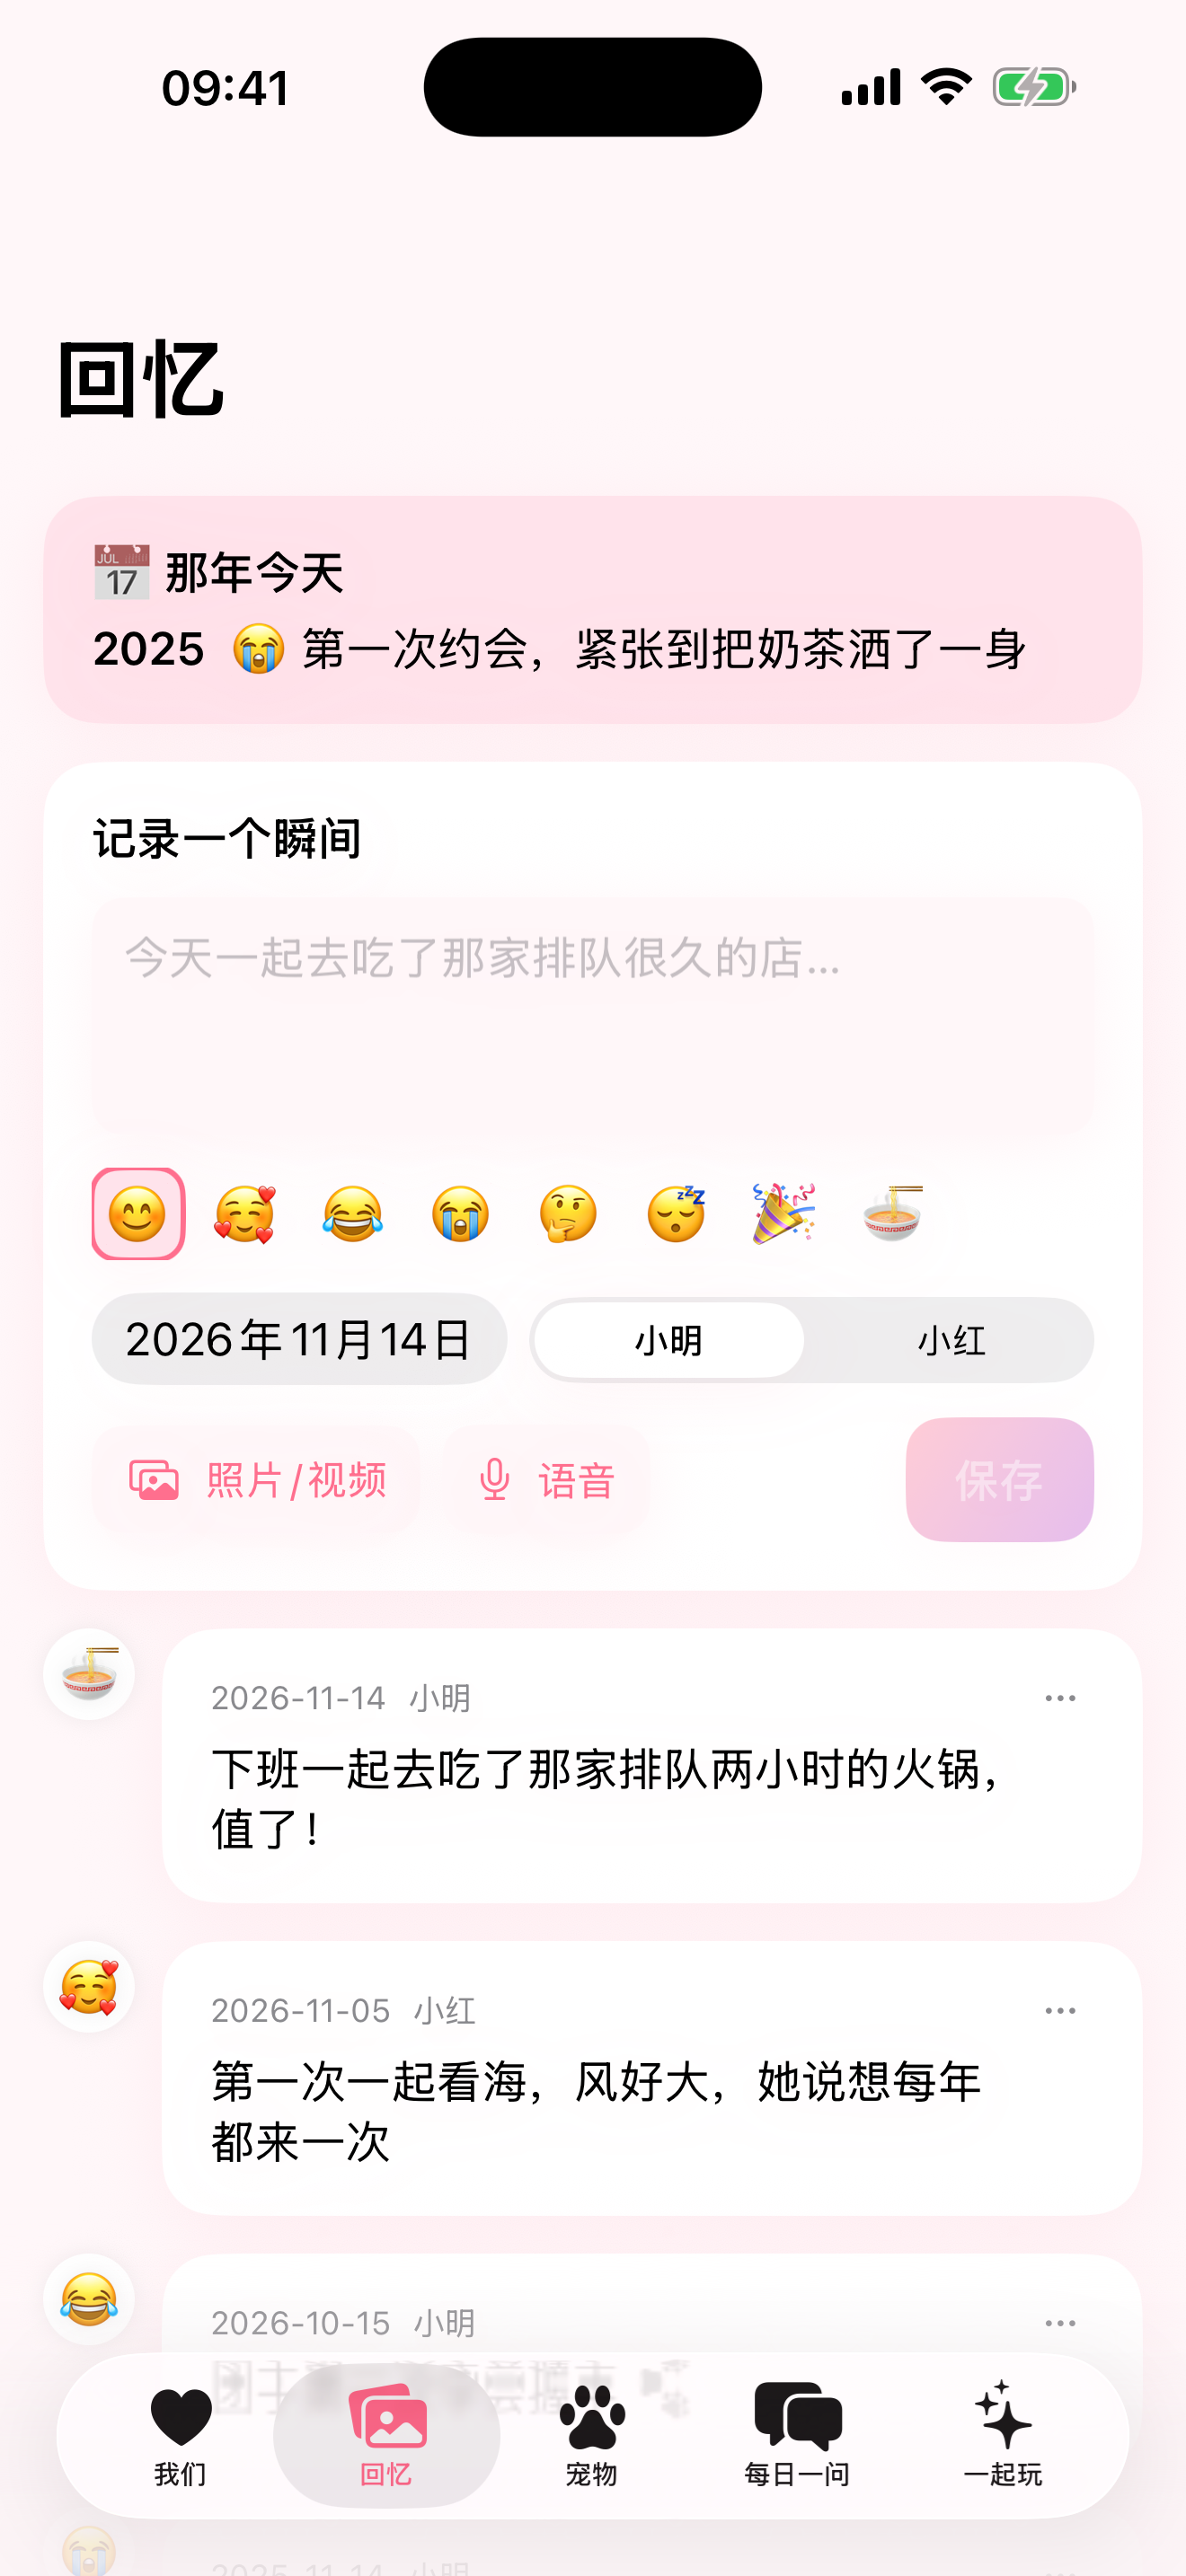 09:41
回忆
JUL 17 那年今天
2025 😭 第一次约会，紧张到把奶茶洒了一身
记录一个瞬间
今天一起去吃了那家排队很久的店...
2026年11月14日 小明 小红
照片/视频 语音 保存
2026-11-14 小明
下班一起去吃了那家排队两小时的火锅，
值了！
2026-11-05 小红
第一次一起看海，风好大，她说想每年
都来一次
2026-10-15 小明
我们 回忆 宠物 每日一问 一起玩
2025-11-14 小明